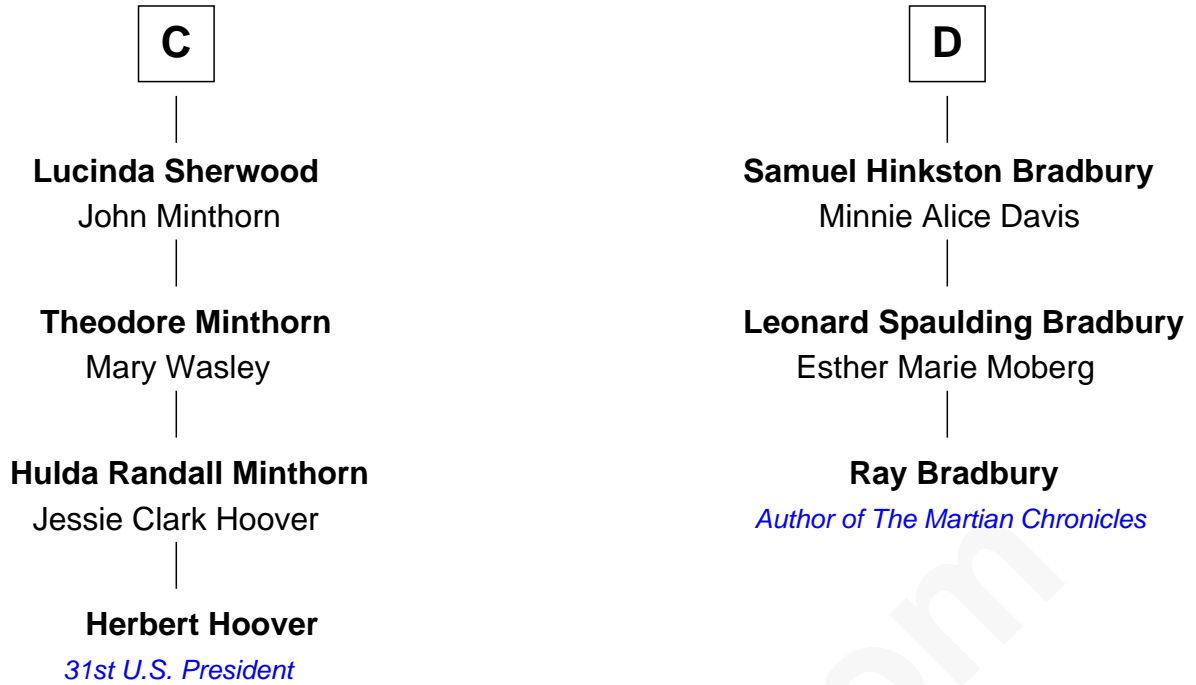 C
Lucinda Sherwood
John Minthorn
Theodore Minthorn
Mary Wasley
Hulda Randall Minthorn
Jessie Clark Hoover
Herbert Hoover
31st U.S. President
D
Samuel Hinkston Bradbury
Minnie Alice Davis
Leonard Spaulding Bradbury
Esther Marie Moberg
Ray Bradbury
Author of The Martian Chronicles
om